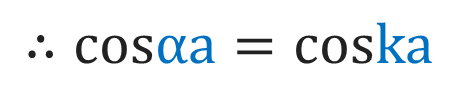 ∴ cosαa = coska